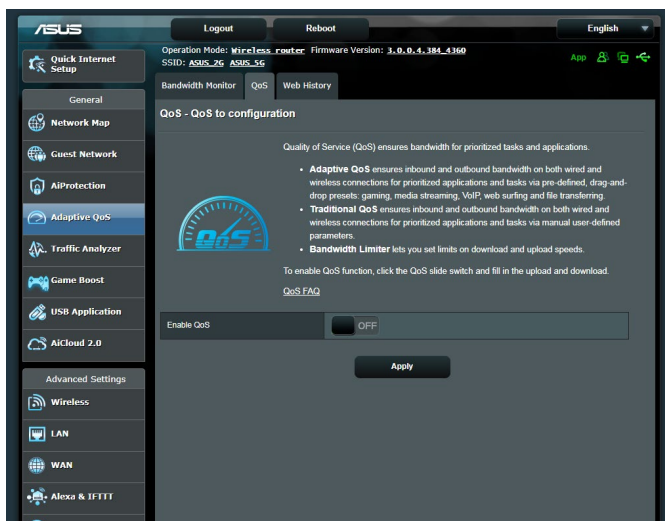 ASUS
Logout
Reboot
English
Quick Internet
Setup
Operation Mode: Wireless router Firmware Version: 3.0.0.4.384_4360
SSID: ASUS_2G ASUS_5G
App
Bandwidth Monitor
QoS
Web History
General
Network Map
Guest Network
AiProtection
Adaptive QoS
Traffic Analyzer
Game Boost
USB Application
AiCloud 2.0
Advanced Settings
Wireless
LAN
WAN
Alexa & IFTTT
QoS - QoS to configuration
Quality of Service (QoS) ensures bandwidth for prioritized tasks and applications.
• Adaptive QoS ensures inbound and outbound bandwidth on both wired and
wireless connections for prioritized applications and tasks via pre-defined, drag-and-
drop presets: gaming, media streaming, VoIP, web surfing and file transferring.
• Traditional QoS ensures inbound and outbound bandwidth on both wired and
wireless connections for prioritized applications and tasks via manual user-defined
parameters.
• Bandwidth Limiter lets you set limits on download and upload speeds.
To enable QoS function, click the QoS slide switch and fill in the upload and download.
QoS FAQ
QoS
Enable QoS
OFF
Apply